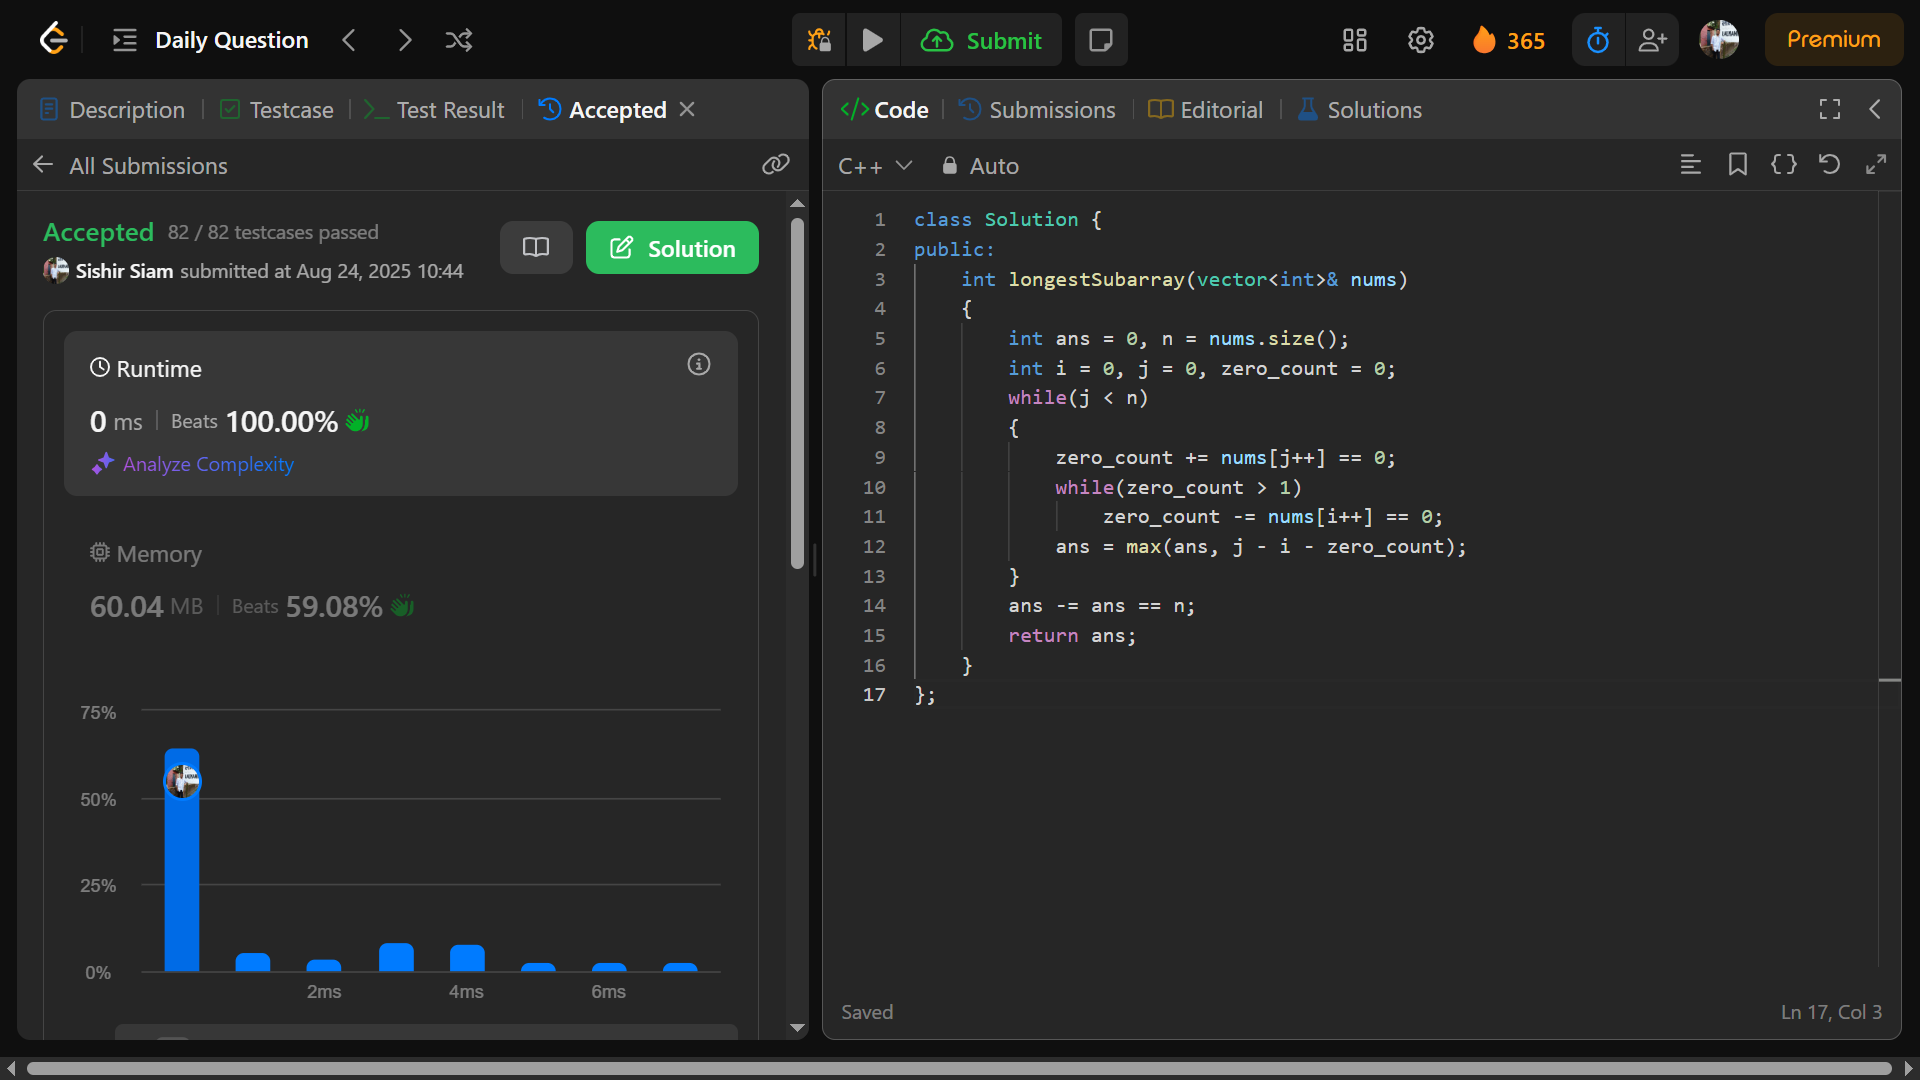 Daily Question
Submit
365
Premium
Description
Testcase
Test Result
Accepted
Code
Submissions
Editorial
Solutions
All Submissions
C++
Auto
Accepted 82 / 82 testcases passed
Sishir Siam submitted at Aug 24, 2025 10:44
Solution
Runtime
0 ms Beats 100.00%
Analyze Complexity
Memory
60.04 MB Beats 59.08%
75%
50%
25%
0%
2ms 4ms 6ms
1 class Solution {
2 public:
3     int longestSubarray(vector<int>& nums)
4     {
5         int ans = 0, n = nums.size();
6         int i = 0, j = 0, zero_count = 0;
7         while(j < n)
8         {
9             zero_count += nums[j++] == 0;
10             while(zero_count > 1)
11                 zero_count -= nums[i++] == 0;
12             ans = max(ans, j - i - zero_count);
13         }
14         ans -= ans == n;
15         return ans;
16     }
17 };
Saved
Ln 17, Col 3